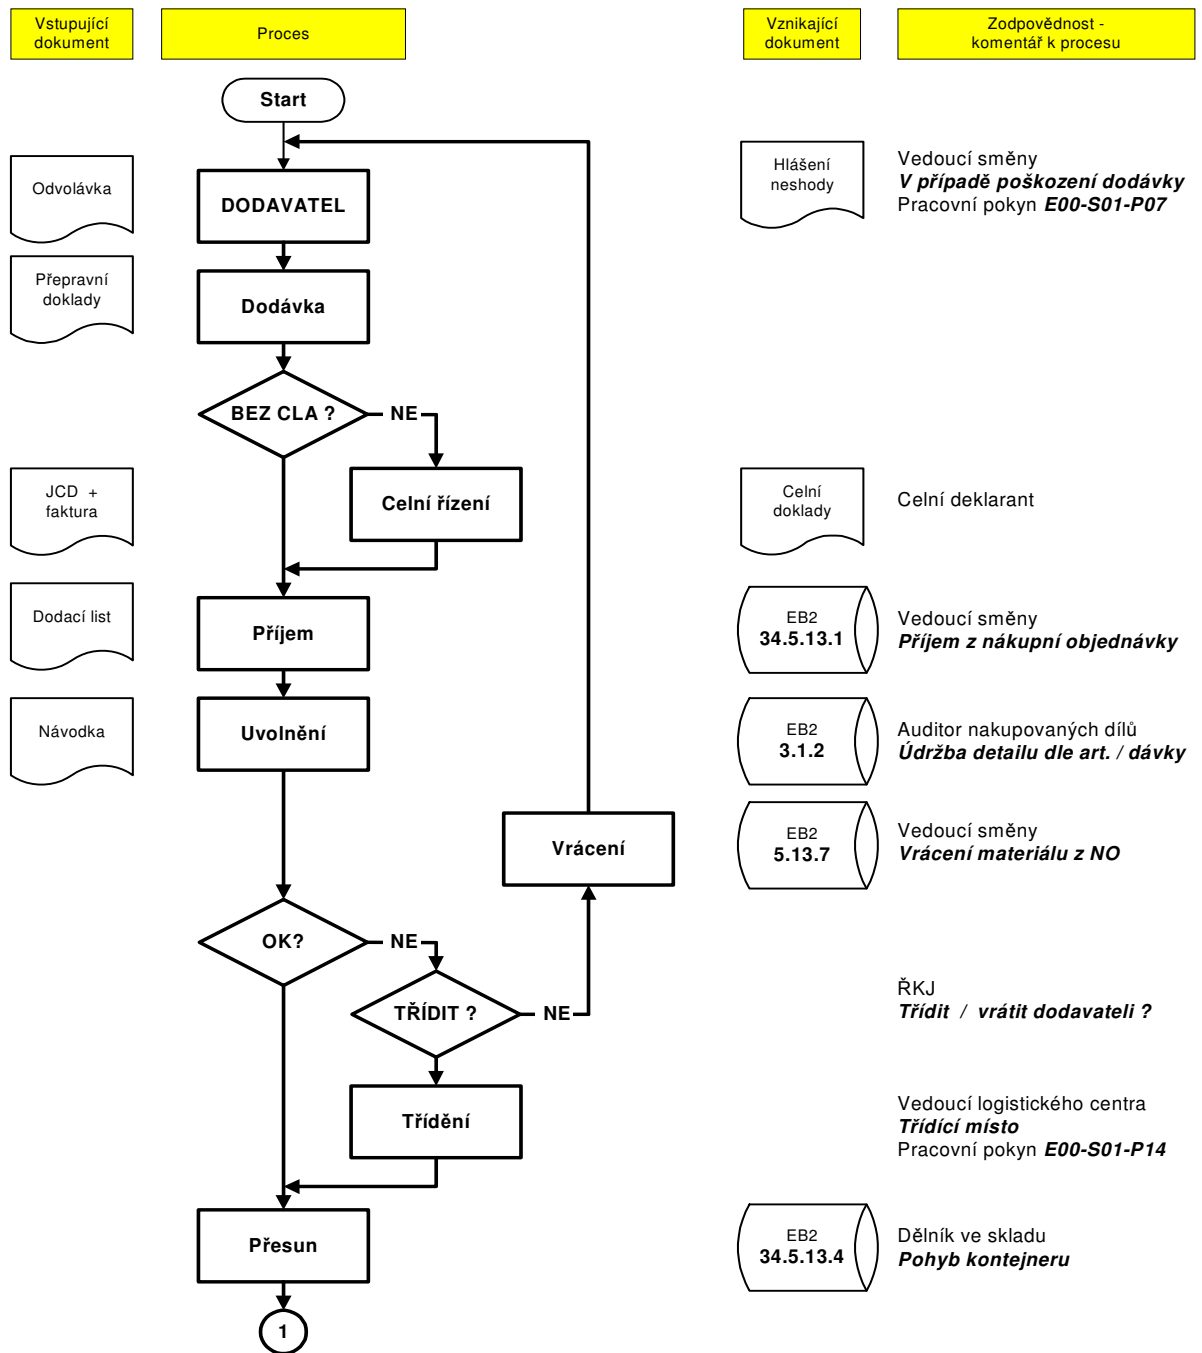 Vstupující
dokument
Proces
Vznikající
dokument
Zodpovědnost -
komentář k procesu
Start
Odvolávka
DODAVATEL
Hlášení
neshody
Vedoucí směny
V případě poškození dodávky
Pracovní pokyn E00-S01-P07
Přepravní
doklady
Dodávka
BEZ CLA ?
NE
JCD +
faktura
Celní řízení
Celní
doklady
Celní deklarant
Dodací list
Příjem
EB2
34.5.13.1
Vedoucí směny
Příjem z nákupní objednávky
Návodka
Uvolnění
EB2
3.1.2
Auditor nakupovaných dílů
Údržba detailu dle art. / dávky
Vrácení
EB2
5.13.7
Vedoucí směny
Vrácení materiálu z NO
OK?
NE
TŘÍDIT ?
NE
ŘKJ
Třídit / vrátit dodavateli ?
Třídění
Vedoucí logistického centra
Třídící místo
Pracovní pokyn E00-S01-P14
Přesun
EB2
34.5.13.4
Dělník ve skladu
Pohyb kontejneru
1